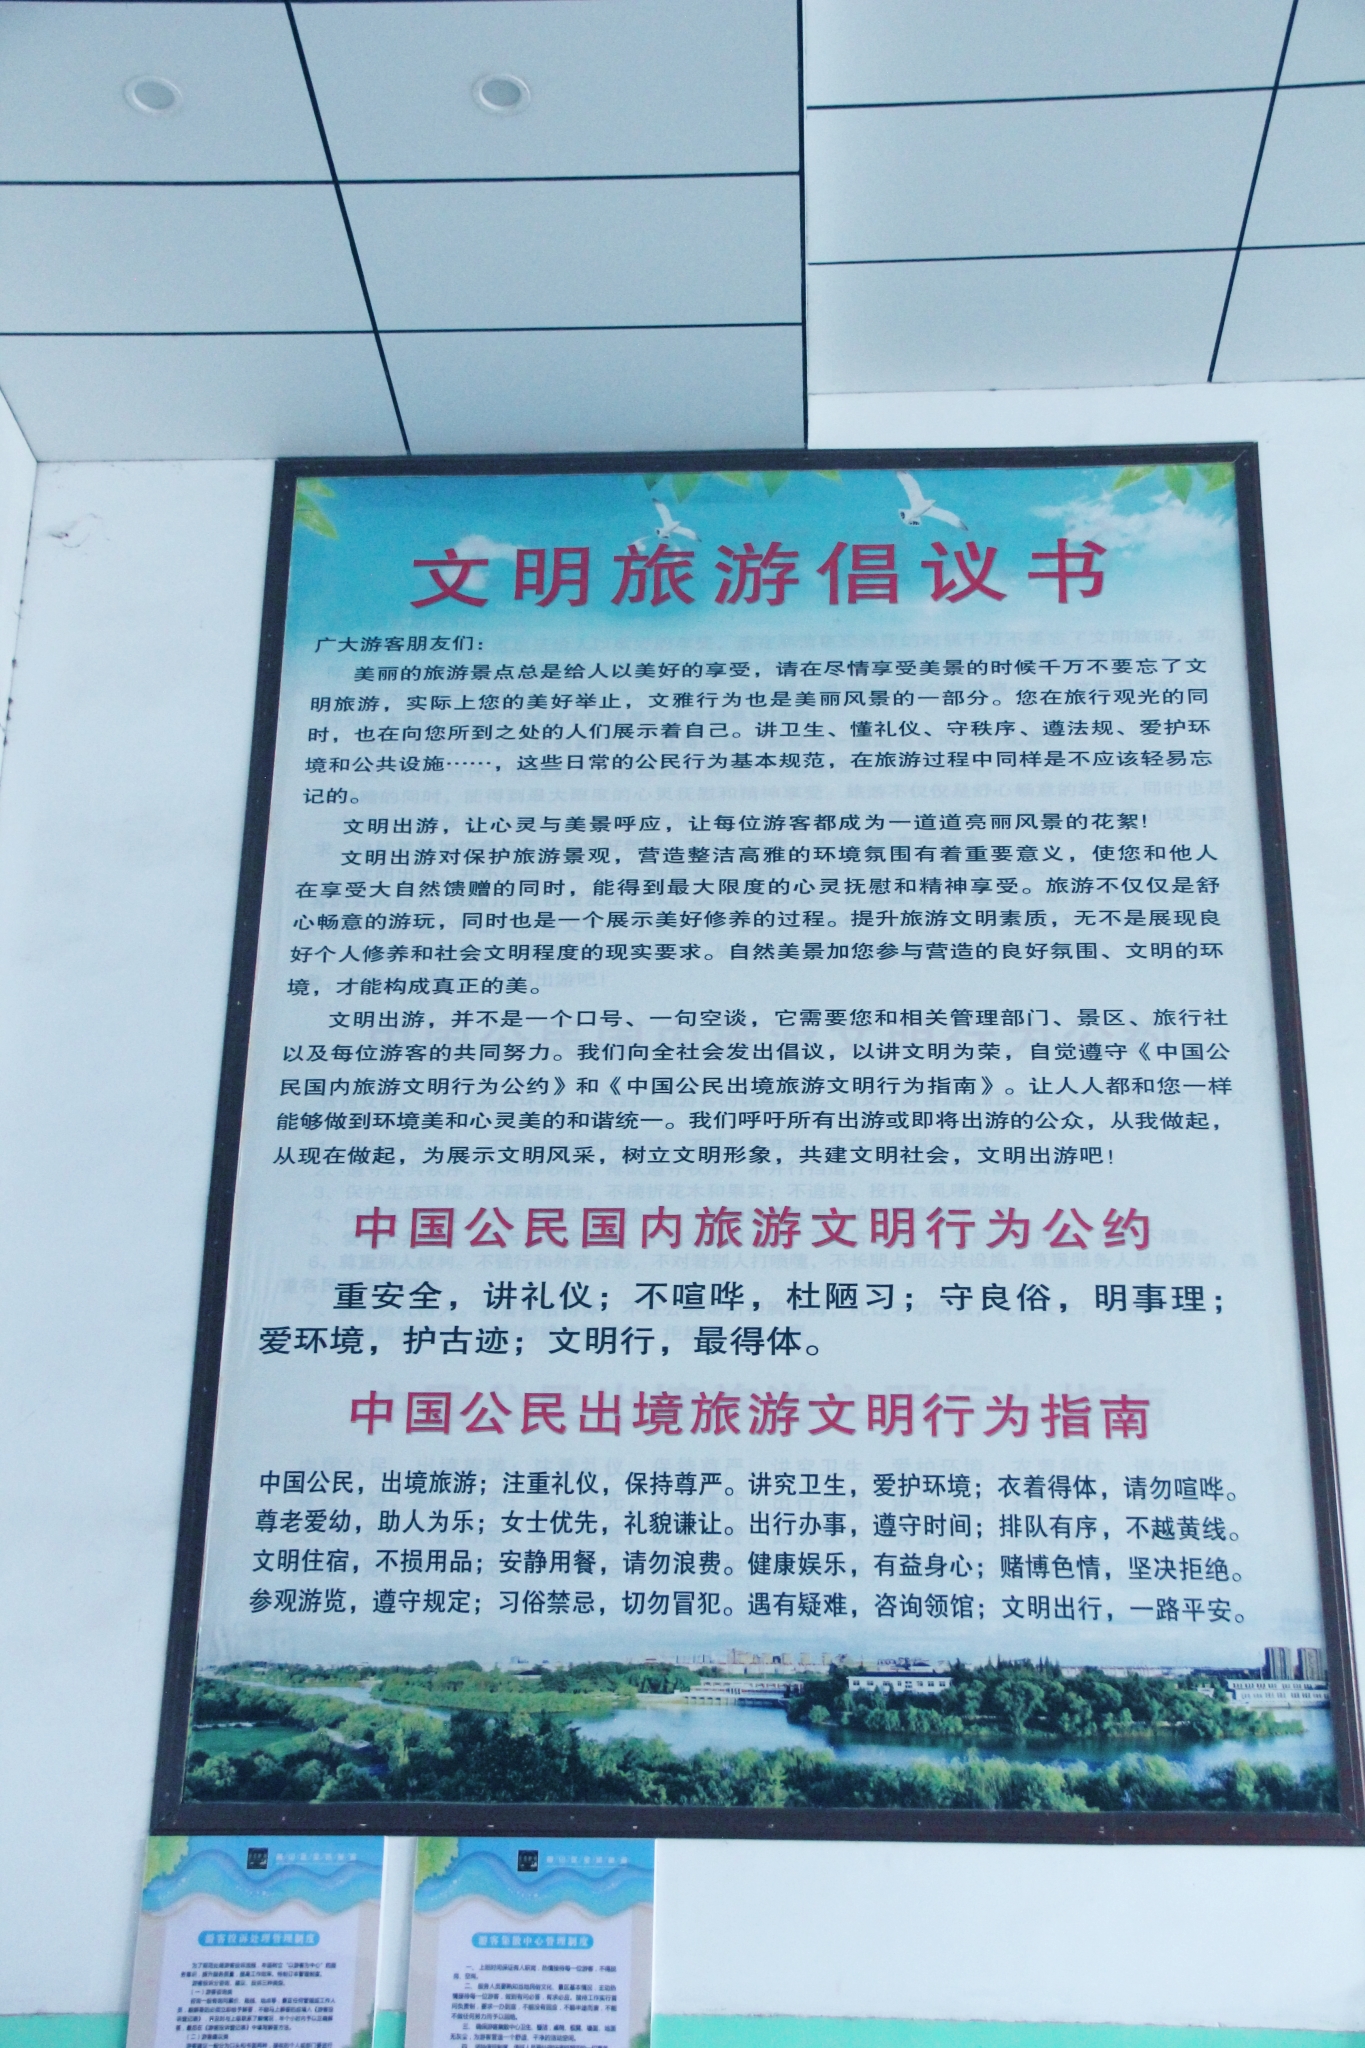 文明旅游倡议书
广大游客朋友们：
美丽的旅游景点总是给人以美好的享受，请在尽情享受美景的时候千万不要忘了文
明旅游，实际上您的美好举止，文雅行为也是美丽风景的一部分。您在旅行观光的同
时，也在向您所到之处的人们展示着自己。讲卫生、懂礼仪、守秩序、遵法规、爱护环
境和公共设施……，这些日常的公民行为基本规范，在旅游过程中同样是不应该轻易忘
记的。
文明出游，让心灵与美景呼应，让每位游客都成为一道道亮丽风景的花絮！
文明出游对保护旅游景观，营造整洁高雅的环境氛围有着重要意义，使您和他人
在享受大自然馈赠的同时，能得到最大限度的心灵抚慰和精神享受。旅游不仅仅是舒
心畅意的游玩，同时也是一个展示美好修养的过程。提升旅游文明素质，无不是展现良
好个人修养和社会文明程度的现实要求。自然美景加您参与营造的良好氛围、文明的环
境，才能构成真正的美。
文明出游，并不是一个口号、一句空谈，它需要您和相关管理部门、景区、旅行社
以及每位游客的共同努力。我们向全社会发出倡议，以讲文明为荣，自觉遵守《中国公
民国内旅游文明行为公约》和《中国公民出境旅游文明行为指南》。让人人都和您一样
能够做到环境美和心灵美的和谐统一。我们呼吁所有出游或即将出游的公众，从我做起，
从现在做起，为展示文明风采，树立文明形象，共建文明社会，文明出游吧！
中国公民国内旅游文明行为公约
重安全，讲礼仪；不喧哗，杜陋习；守良俗，明事理；
爱环境，护古迹；文明行，最得体。
中国公民出境旅游文明行为指南
中国公民，出境旅游；注重礼仪，保持尊严。讲究卫生，爱护环境；衣着得体，请勿喧哗。
尊老爱幼，助人为乐；女士优先，礼貌谦让。出行办事，遵守时间；排队有序，不越黄线。
文明住宿，不损用品；安静用餐，请勿浪费。健康娱乐，有益身心；赌博色情，坚决拒绝。
参观游览，遵守规定；习俗禁忌，切勿冒犯。遇有疑难，咨询领馆；文明出行，一路平安。
游客投诉处理管理制度
游客集散中心管理制度